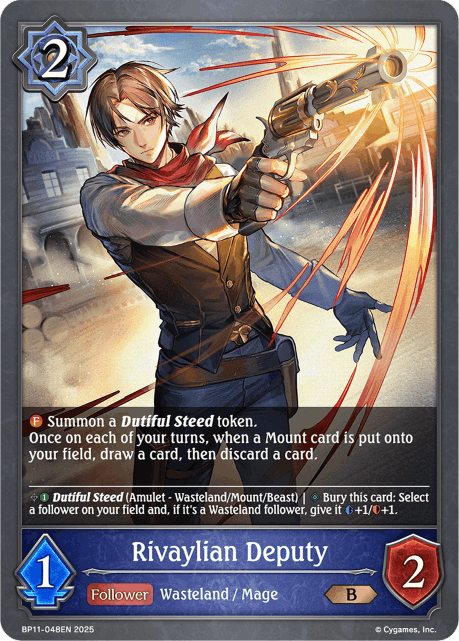 2
F Summon a Dutiful Steed token.
Once on each of your turns, when a Mount card is put onto
your field, draw a card, then discard a card.
1 Dutiful Steed (Amulet - Wasteland/Mount/Beast) | Bury this card: Select
a follower on your field and, if it's a Wasteland follower, give it +1/+1.
Rivaylian Deputy
1
Follower Wasteland / Mage
B
2
BP11-048EN 2025
© Cygames, Inc.